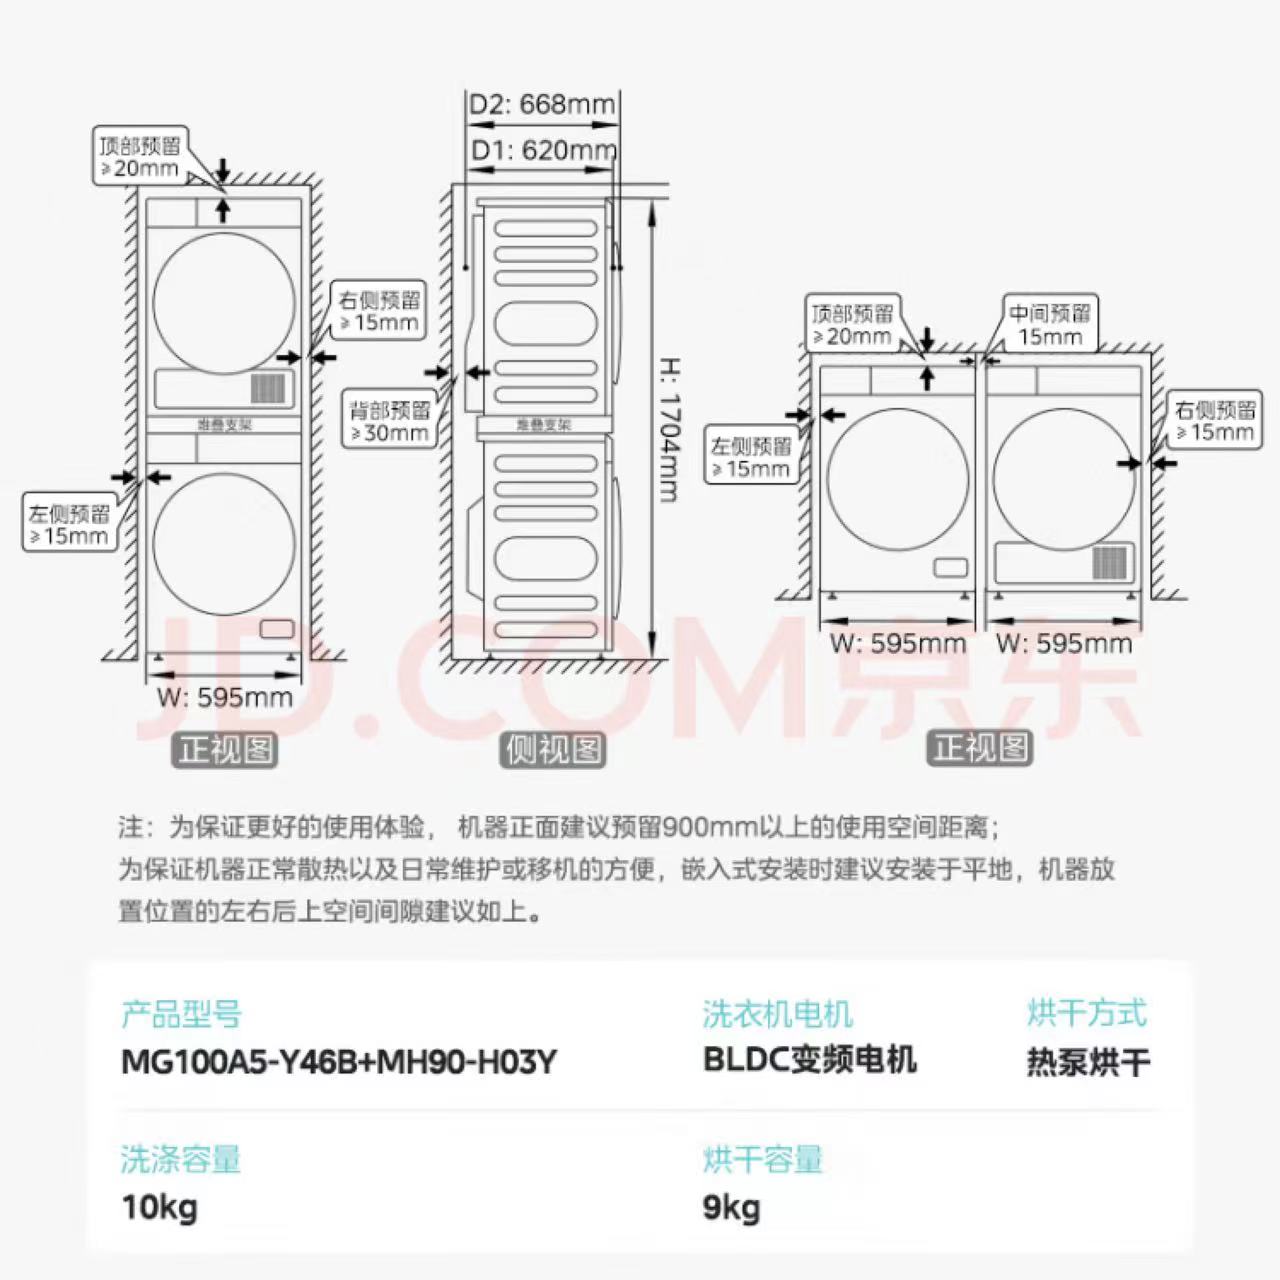 D2: 668mm
D1: 620mm
顶部预留
≥20mm
右侧预留
≥15mm
背部预留
≥30mm
左侧预留
≥15mm
堆叠支架
堆叠支架
H: 1704mm
W: 595mm
顶部预留
≥20mm
中间预留
15mm
左侧预留
≥15mm
右侧预留
≥15mm
W: 595mm
W: 595mm
JD.COM京东
正视图
侧视图
正视图
注：为保证更好的使用体验， 机器正面建议预留900mm以上的使用空间距离；
为保证机器正常散热以及日常维护或移机的方便，嵌入式安装时建议安装于平地，机器放
置位置的左右后上空间间隙建议如上。
产品型号
MG100A5-Y46B+MH90-H03Y
洗衣机电机
BLDC变频电机
烘干方式
热泵烘干
洗涤容量
10kg
烘干容量
9kg